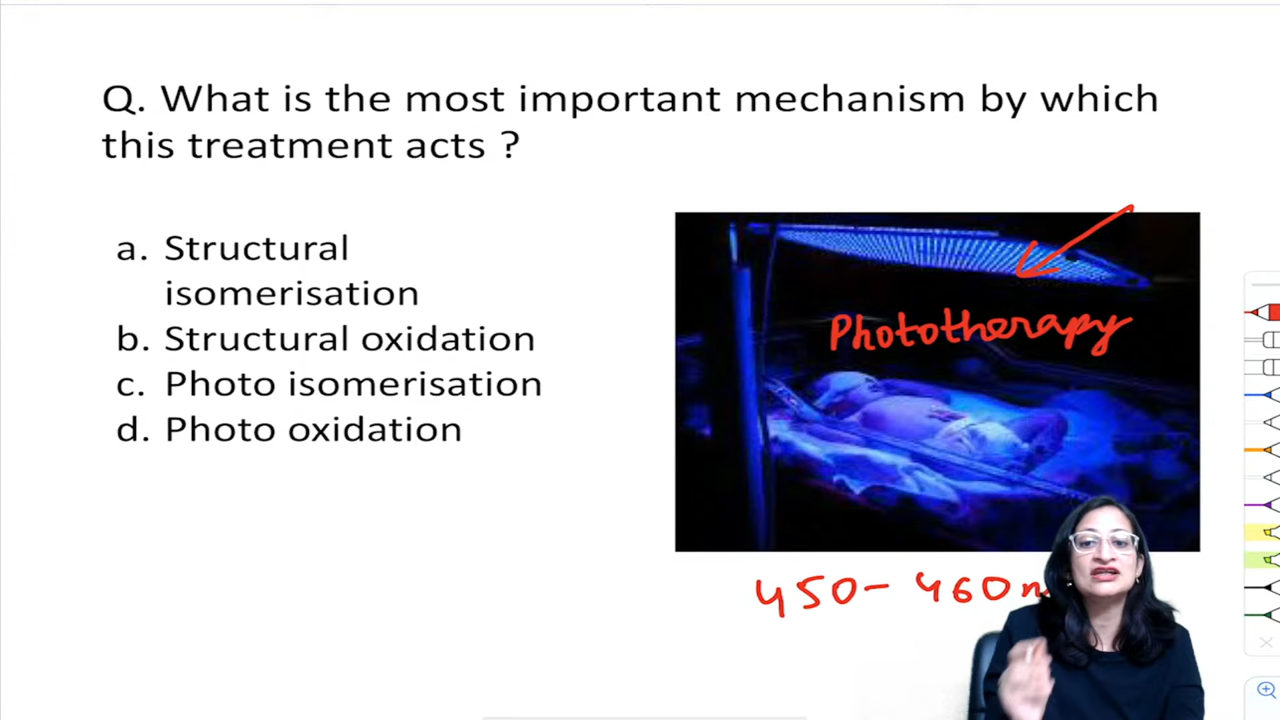 Q. What is the most important mechanism by which
this treatment acts ?
a. Structural
isomerisation
b. Structural oxidation
c. Photo isomerisation
d. Photo oxidation
Phototherapy
450-460